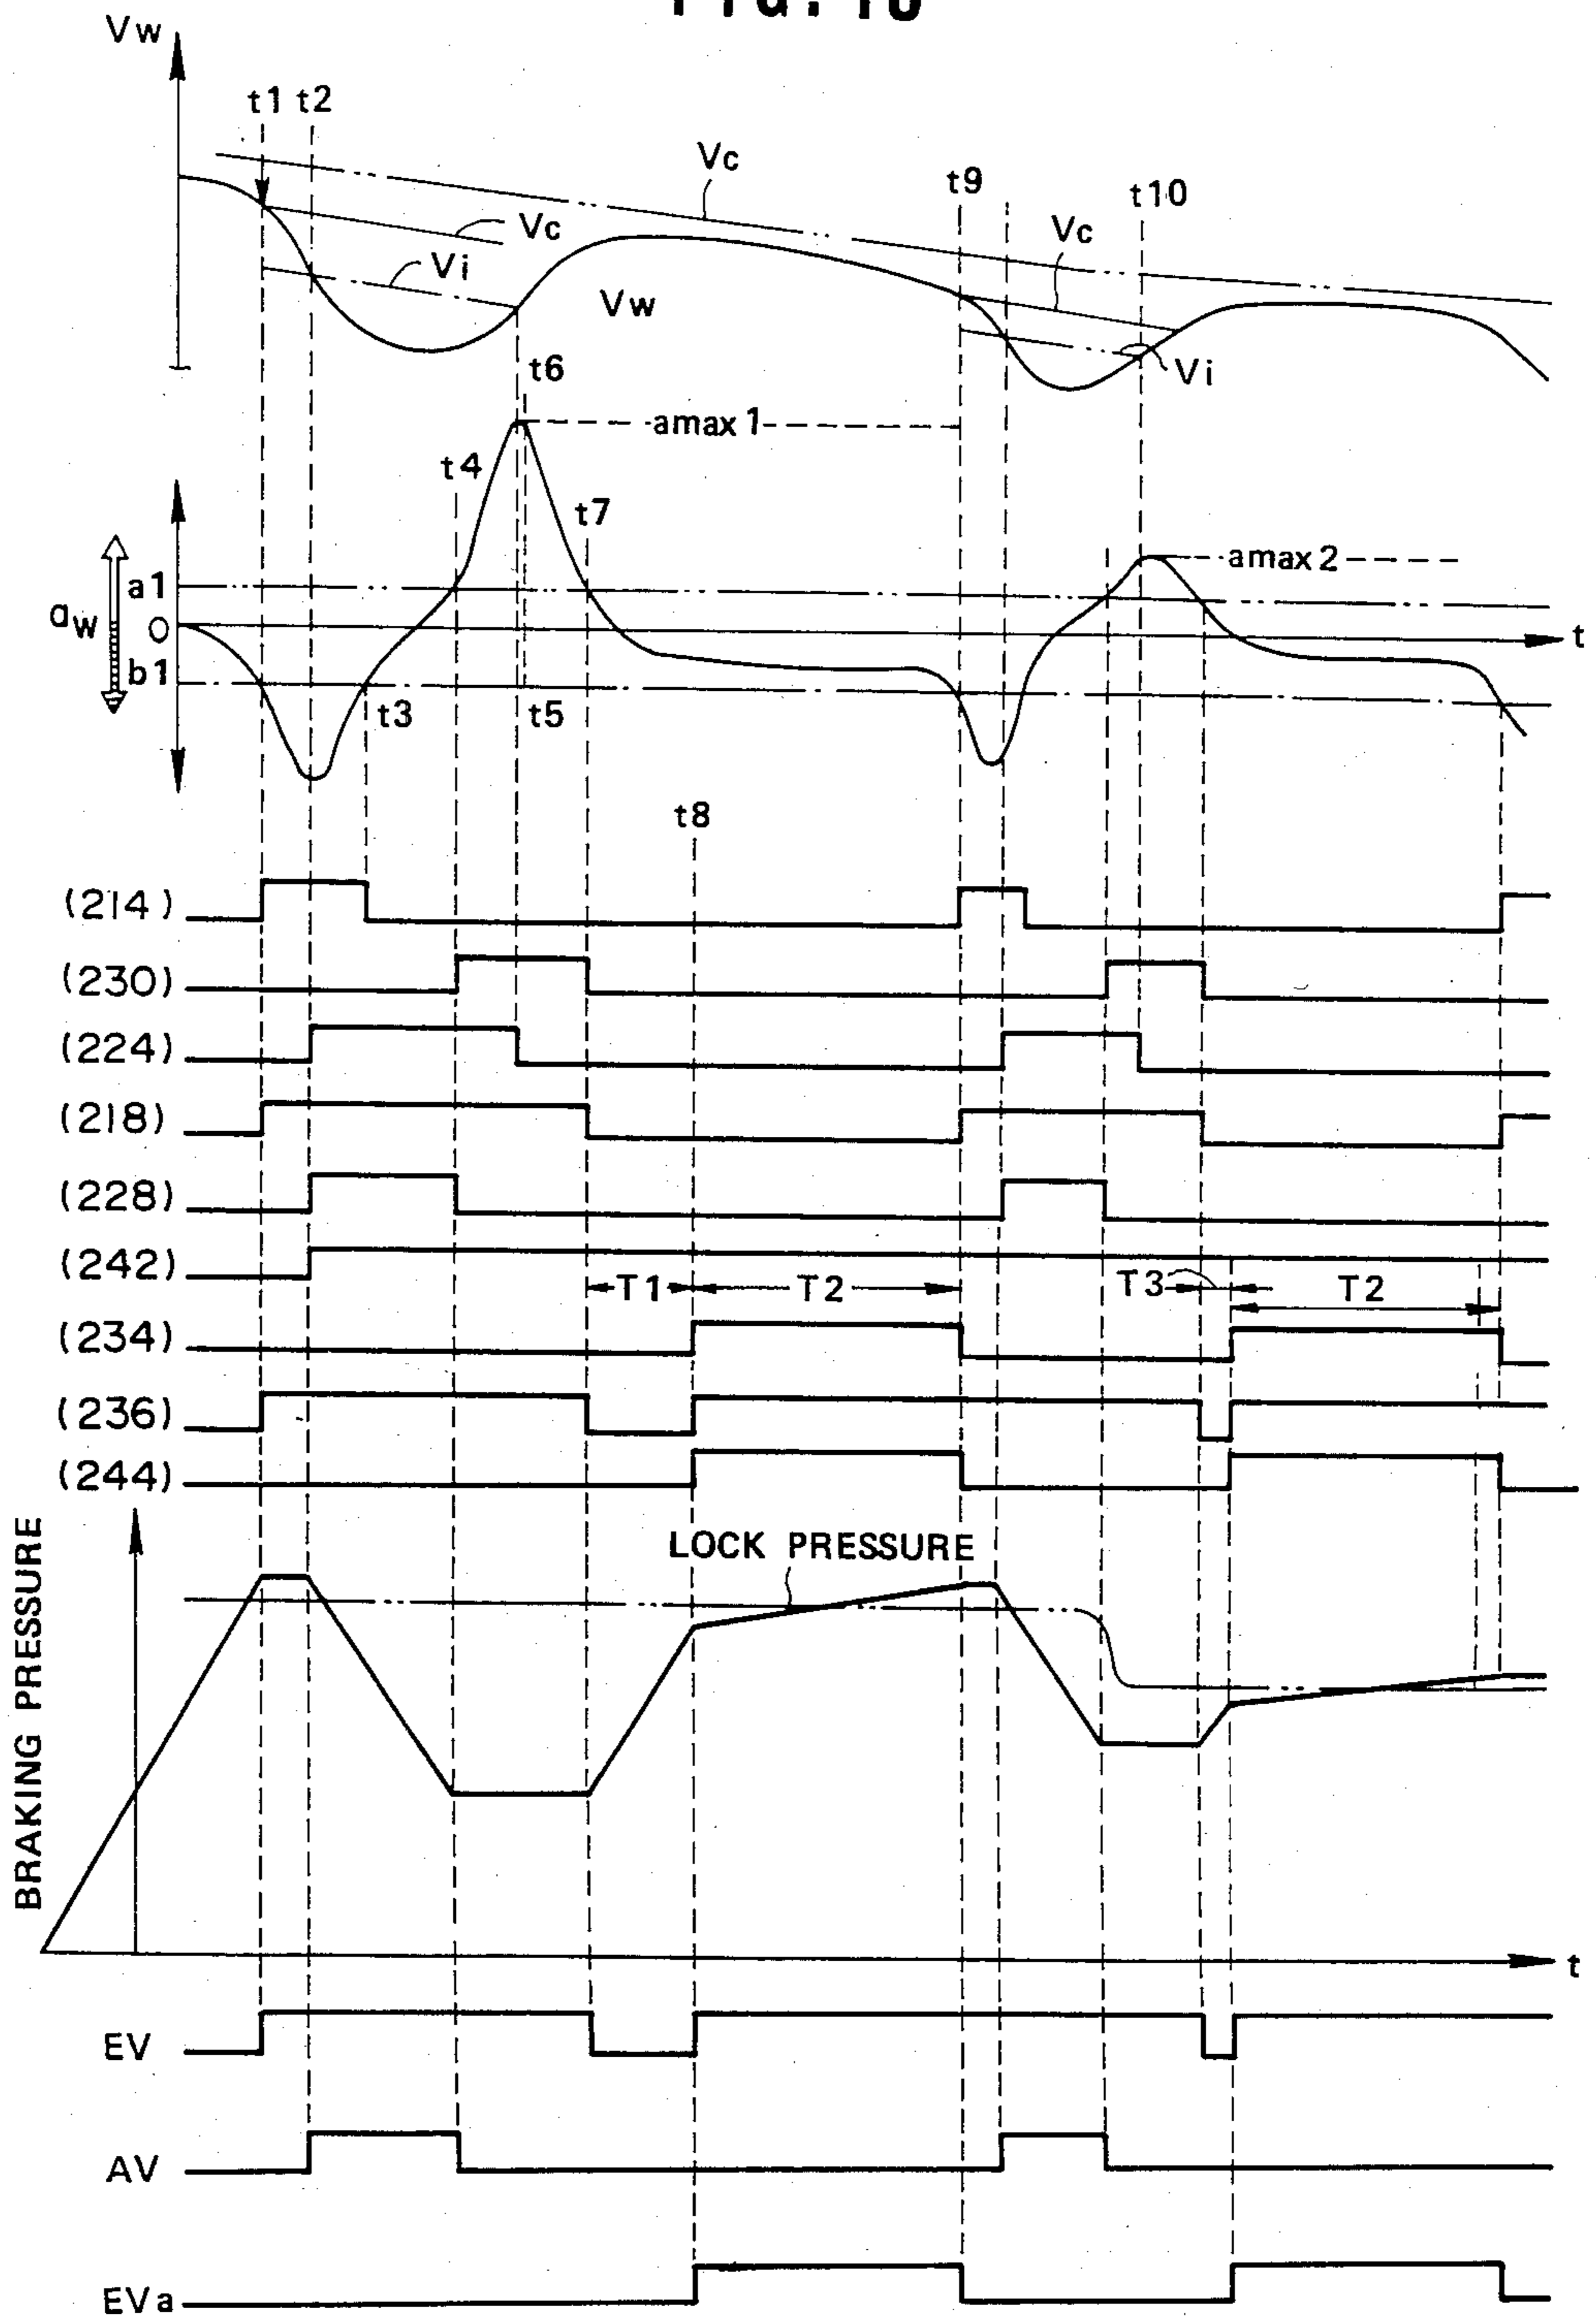 Vw
t1 t2
Vc
t9
t10
Vc
Vc
Vi
Vw
Vi
t6
amax 1
t4
t7
amax 2
a1
aw
0
t
b1
t3
t5
t8
(214)
(230)
(224)
(218)
(228)
(242)
T1
T2
T3
T2
(234)
(236)
(244)
LOCK PRESSURE
BRAKING PRESSURE
t
EV
AV
EVa